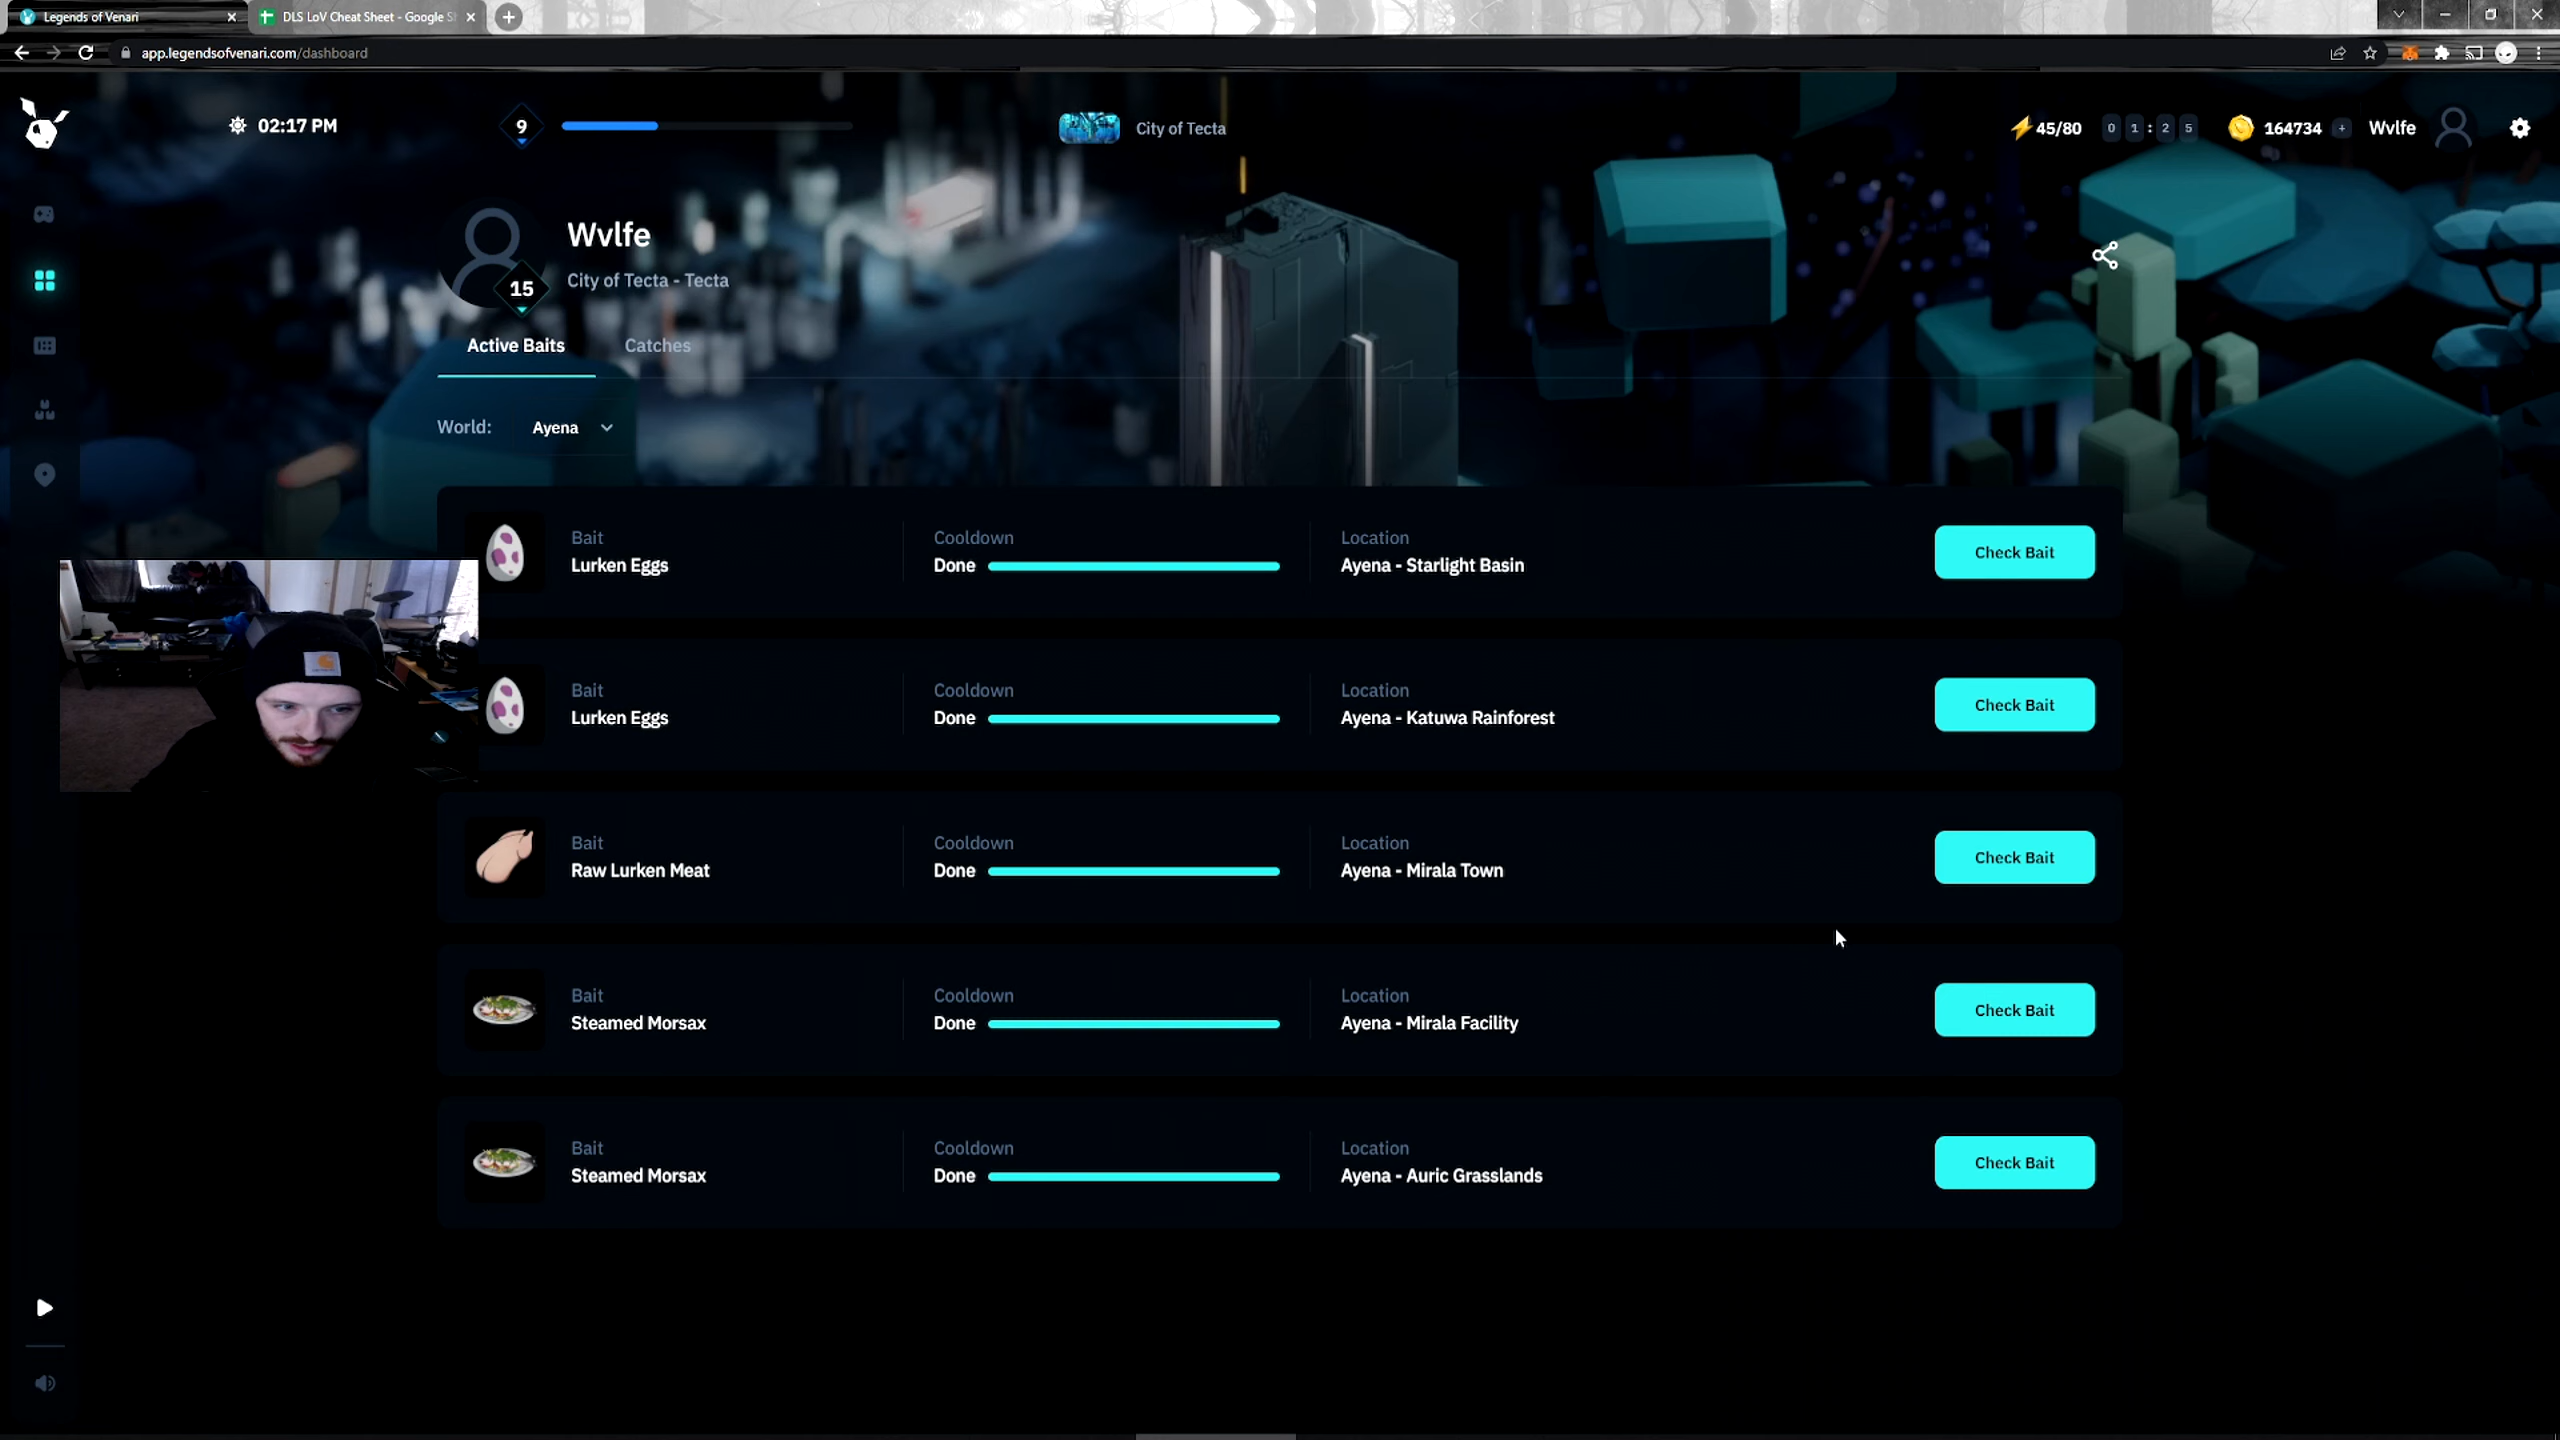 Legends of Venari
DLS LoV Cheat Sheet - Google S
app.legendsofvenari.com/dashboard
02:17 PM
9
City of Tecta
45/80
01:25
164734
+
Wvlfe
Wvlfe
15
City of Tecta - Tecta
Active Baits
Catches
World:
Ayena
Bait
Lurken Eggs
Cooldown
Done
Location
Ayena - Starlight Basin
Check Bait
Bait
Lurken Eggs
Cooldown
Done
Location
Ayena - Katuwa Rainforest
Check Bait
Bait
Raw Lurken Meat
Cooldown
Done
Location
Ayena - Mirala Town
Check Bait
Bait
Steamed Morsax
Cooldown
Done
Location
Ayena - Mirala Facility
Check Bait
Bait
Steamed Morsax
Cooldown
Done
Location
Ayena - Auric Grasslands
Check Bait